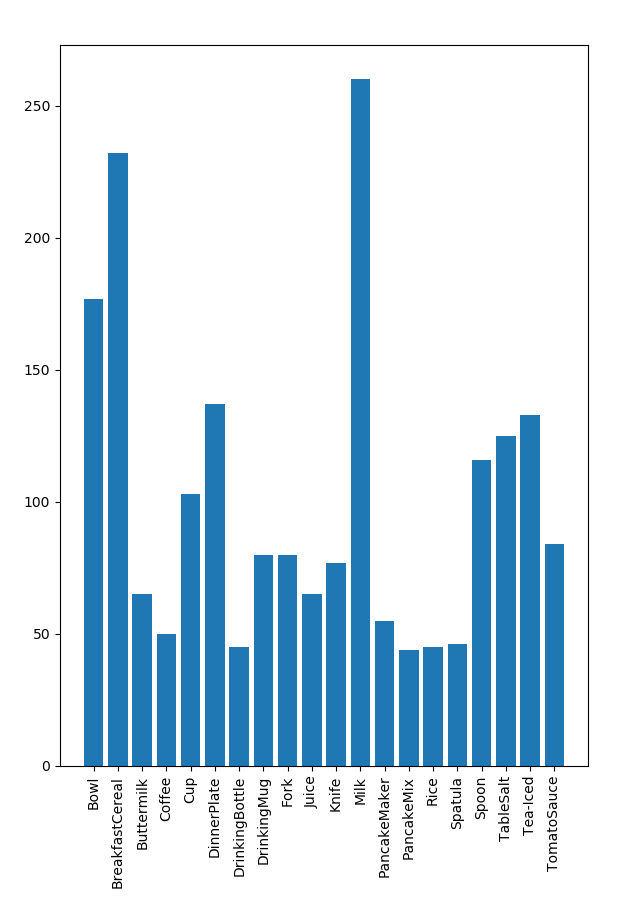 250
200
150
100
50
0
Bowl
BreakfastCereal
Buttermilk
Coffee
Cup
DinnerPlate
DrinkingBottle
DrinkingMug
Fork
Juice
Knife
Milk
PancakeMaker
PancakeMix
Rice
Spatula
Spoon
TableSalt
Tea-Iced
TomatoSauce